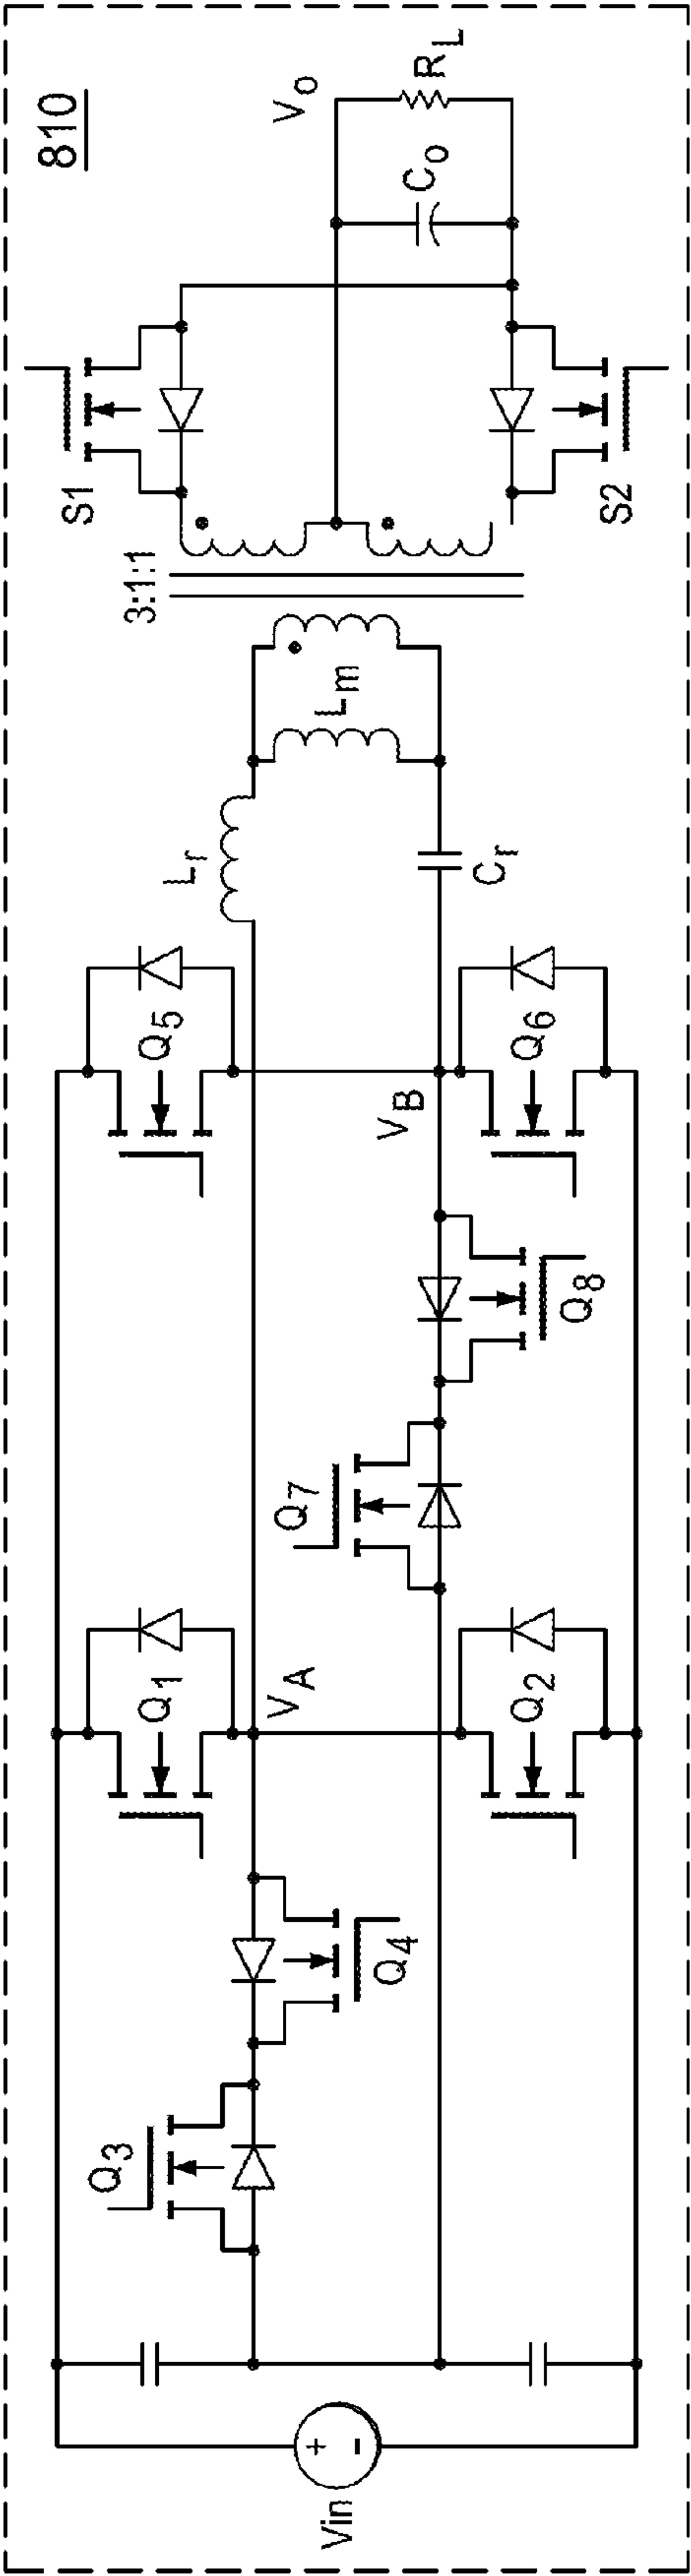 810
Vin
+
-
Q3
Q4
Q1
VA
Q2
Q7
Q8
Q5
VB
Q6
Lr
Cr
Lm
3:1:1
S1
S2
Vo
Co
RL